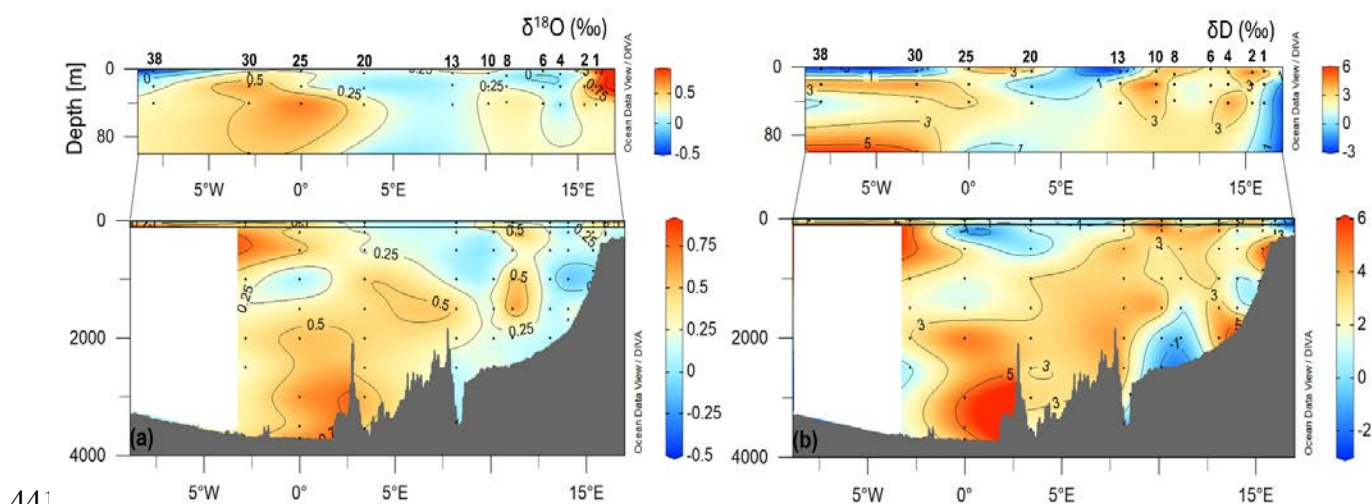 δ¹⁸O (‰)
38 30 25 20 13 10 8 6 4 2 1
Depth [m]
0
80
0 0.5 0.25 0.25 0.25 0 0.75
5°W 0° 5°E 15°E
0.5
0
-0.5
Ocean Data View / DIVA
0
2000
4000
0.5 0.25 0.5 0.25 0.25 0.5 0.5 0.5 0.25
(a)
5°W 0° 5°E 15°E
0.75
0.5
0.25
0
-0.25
-0.5
Ocean Data View / DIVA
δD (‰)
38 30 25 20 13 10 8 6 4 2 1
0
80
1 3 3 3 1 3 3 3 5 1 1
5°W 0° 5°E 15°E
6
3
0
-3
Ocean Data View / DIVA
0
2000
4000
1 3 3 3 3 5 3 3 -1 5
(b)
5°W 0° 5°E 15°E
6
4
2
0
-2
Ocean Data View / DIVA